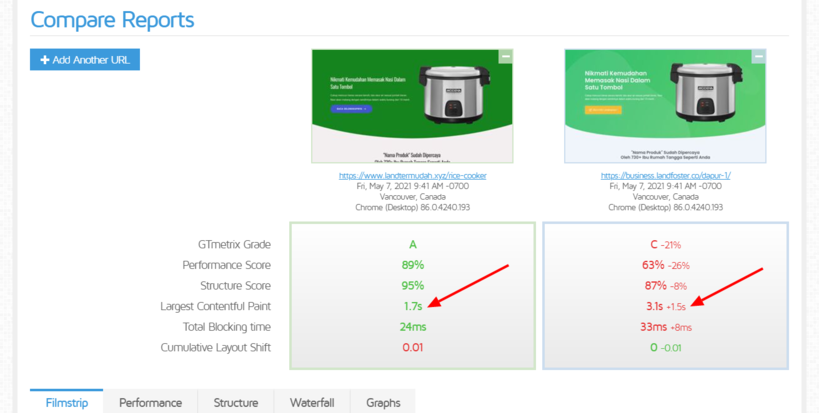 Compare Reports
+ Add Another URL
Nikmati Kemudahan Memasak Nasi Dalam
Satu Tombol
"Nama Produk" Sudah Dipercaya
Nikmati Kemudahan
Memasak Nasi Dalam
Satu Tombol
"Nama Produk" Sudah Dipercaya
Oleh 720+ Ibu Rumah Tangga Seperti Anda
https://www.landtermudah.xyz/rice-cooker
Fri, May 7, 2021 9:41 AM -0700
Vancouver, Canada
Chrome (Desktop) 86.0.4240.193
https://business.landfoster.co/dapur-1/
Fri, May 7, 2021 9:41 AM -0700
Vancouver, Canada
Chrome (Desktop) 86.0.4240.193
GTmetrix Grade A C -21%
Performance Score 89% 63% -26%
Structure Score 95% 87% -8%
Largest Contentful Paint 1.7s 3.1s +1.5s
Total Blocking time 24ms 33ms +8ms
Cumulative Layout Shift 0.01 0 -0.01
Filmstrip Performance Structure Waterfall Graphs